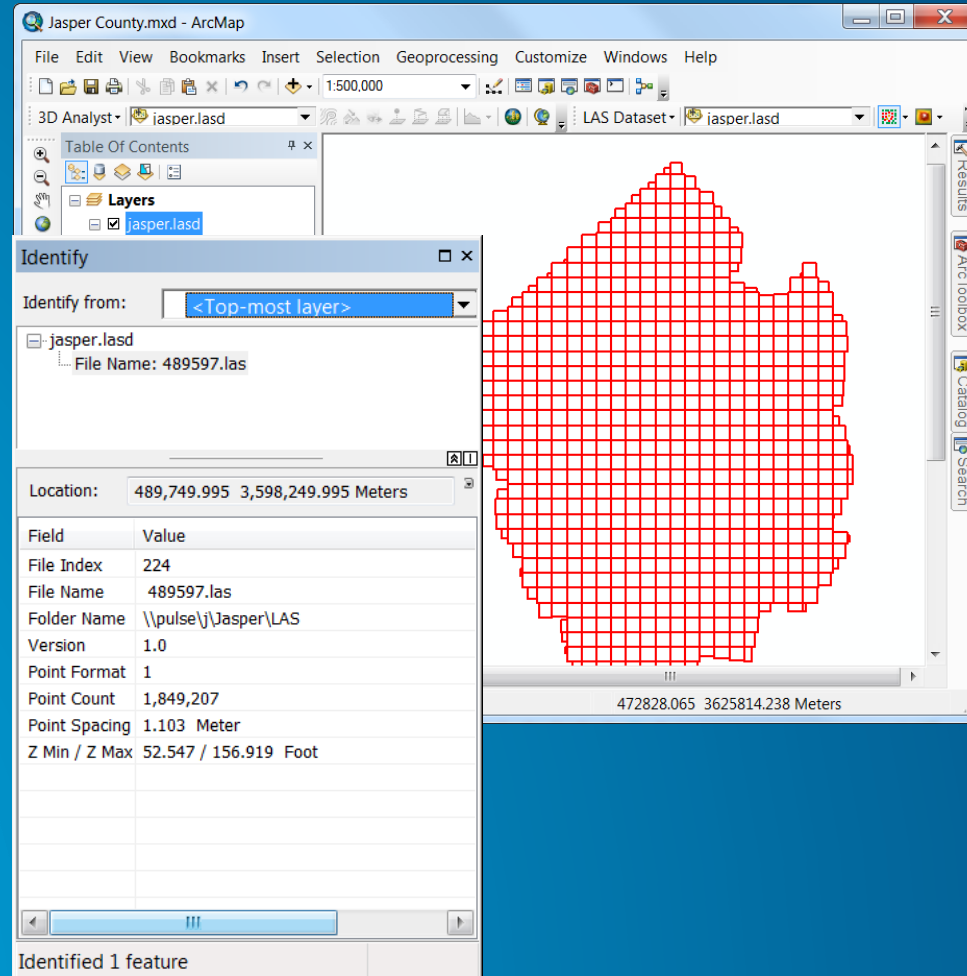 Jasper County.mxd - ArcMap
File Edit View Bookmarks Insert Selection Geoprocessing Customize Windows Help
1:500,000
3D Analyst jasper.lasd LAS Dataset jasper.lasd
Table Of Contents
Layers
jasper.lasd
Results
ArcToolbox
Catalog
Search
472828.065 3625814.238 Meters
Identify
Identify from: <Top-most layer>
jasper.lasd
File Name: 489597.las
Location: 489,749.995 3,598,249.995 Meters
Field Value
File Index 224
File Name 489597.las
Folder Name \\pulse\j\Jasper\LAS
Version 1.0
Point Format 1
Point Count 1,849,207
Point Spacing 1.103 Meter
Z Min / Z Max 52.547 / 156.919 Foot
Identified 1 feature